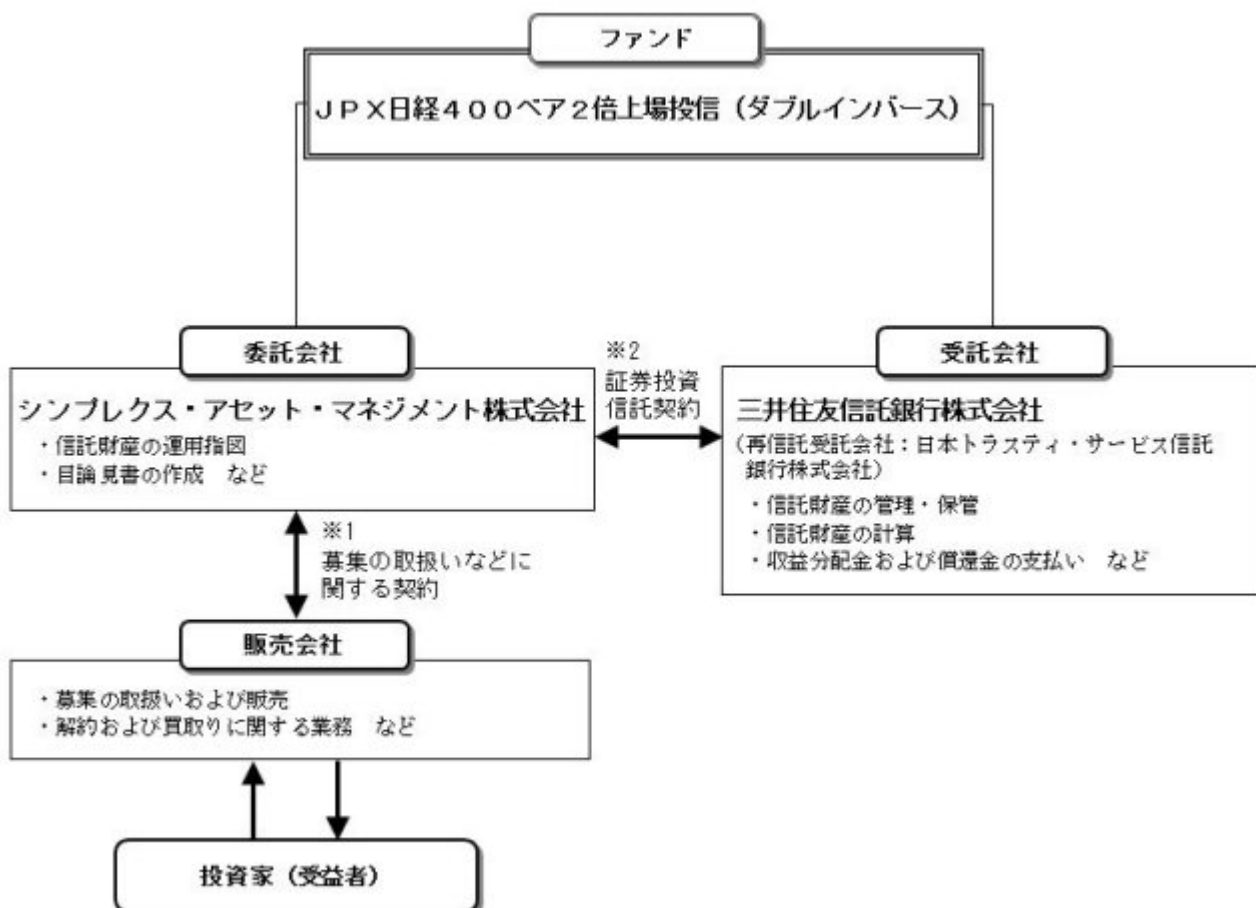 ファンド
JPX日経400ベア2倍上場投信(ダブルインバース)
委託会社
シンプレクス・アセット・マネジメント株式会社
・信託財産の運用指図
・目論見書の作成 など
※2
証券投資
信託契約
受託会社
三井住友信託銀行株式会社
(再信託受託会社:日本トラスティ・サービス信託
銀行株式会社)
・信託財産の管理・保管
・信託財産の計算
・収益分配金および償還金の支払い など
※1
募集の取扱いなどに
関する契約
販売会社
・募集の取扱いおよび販売
・解約および買取りに関する業務 など
投資家(受益者)